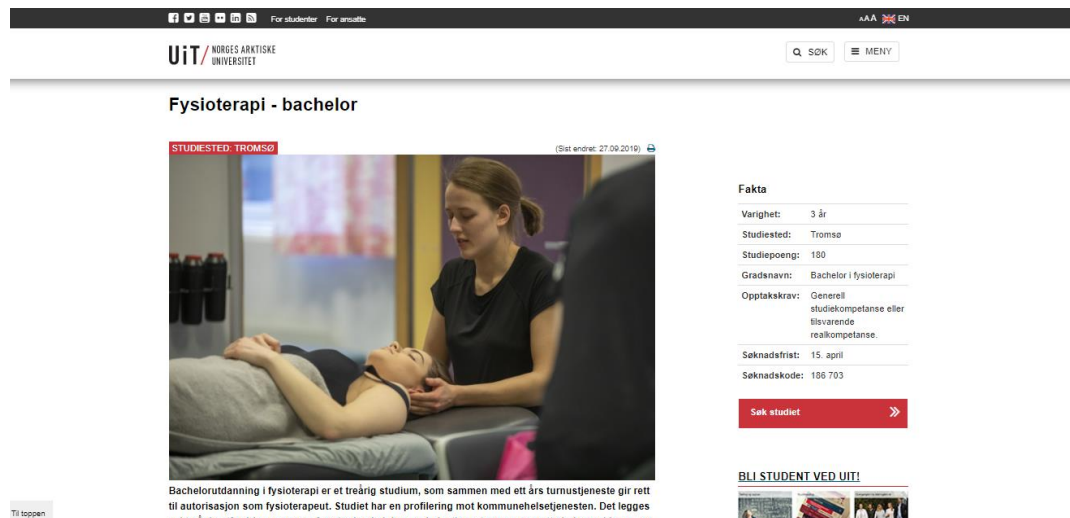 For studenter For ansatte
AAA EN
UiT / NORGES ARKTISKE
UNIVERSITET
SØK
MENY
Fysioterapi - bachelor
STUDIESTED: TROMSØ
(Sist endret: 27.09.2019)
Fakta
Varighet: 3 år
Studiested: Tromsø
Studiepoeng: 180
Gradsnavn: Bachelor i fysioterapi
Opptakskrav: Generell
studiekompetanse eller
tilsvarende
realkompetanse.
Søknadsfrist: 15. april
Søknadskode: 186 703
Søk studiet
BLI STUDENT VED UIT!
Bachelorutdanning i fysioterapi er et treårig studium, som sammen med ett års turnustjeneste gir rett
til autorisasjon som fysioterapeut. Studiet har en profilering mot kommunehelsetjenesten. Det legges
Til toppen